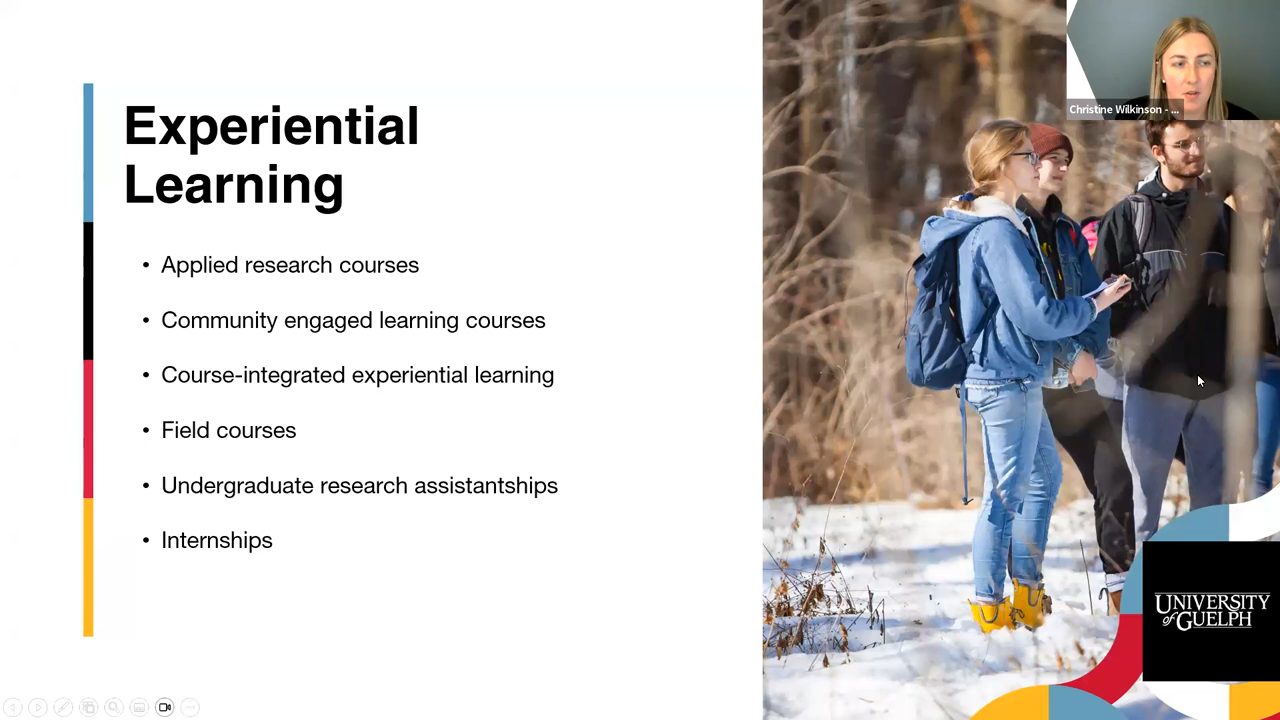 Experiential
Learning
• Applied research courses
• Community engaged learning courses
• Course-integrated experiential learning
• Field courses
• Undergraduate research assistantships
• Internships
Christine Wilkinson - ...
UNIVERSITY
of GUELPH